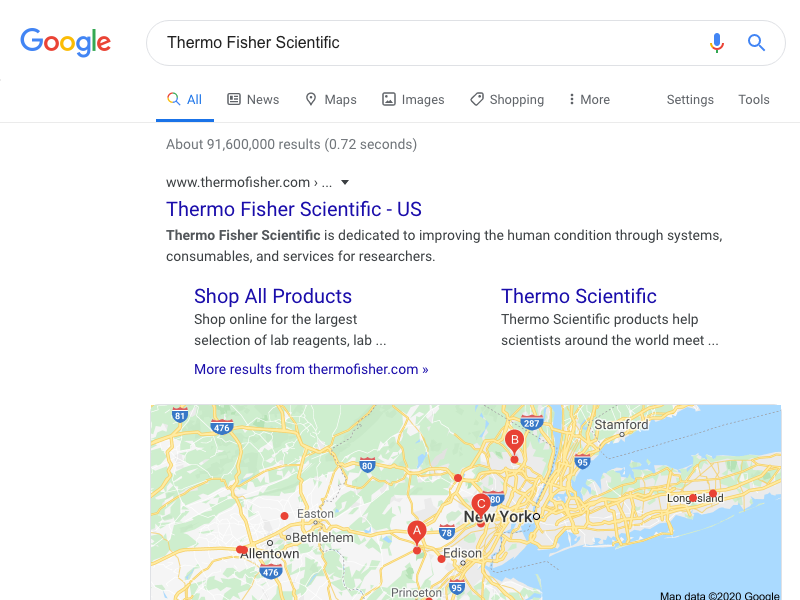 Google
Thermo Fisher Scientific
All News Maps Images Shopping More Settings Tools
About 91,600,000 results (0.72 seconds)
www.thermofisher.com › ...
Thermo Fisher Scientific - US
Thermo Fisher Scientific is dedicated to improving the human condition through systems,
consumables, and services for researchers.
Shop All Products
Shop online for the largest
selection of lab reagents, lab ...
More results from thermofisher.com »
Thermo Scientific
Thermo Scientific products help
scientists around the world meet ...
81
476
287
Stamford
B
95
80
Long Island
C
80
New York
Easton
A
78
Bethlehem
Allentown
Edison
476
95
Princeton
Map data ©2020 Google